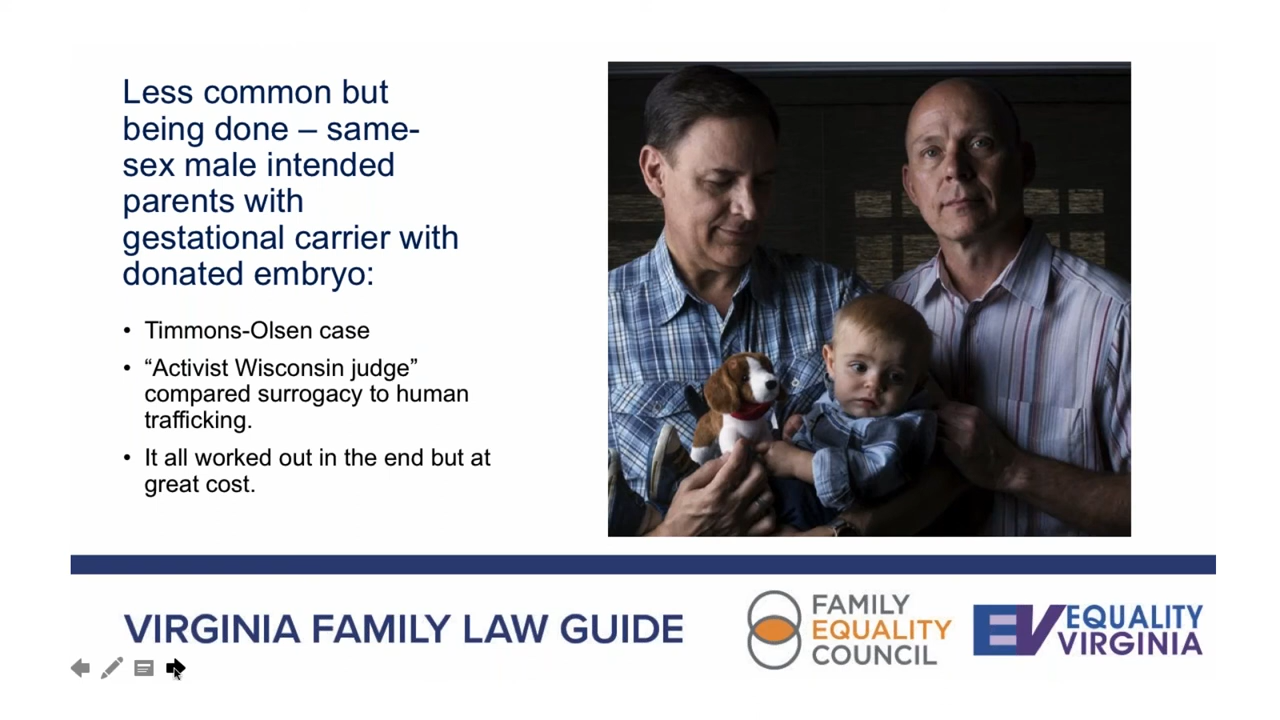 Less common but
being done – same-
sex male intended
parents with
gestational carrier with
donated embryo:
• Timmons-Olsen case
• “Activist Wisconsin judge”
compared surrogacy to human
trafficking.
• It all worked out in the end but at
great cost.
VIRGINIA FAMILY LAW GUIDE
FAMILY
EQUALITY
COUNCIL
EV EQUALITY
VIRGINIA